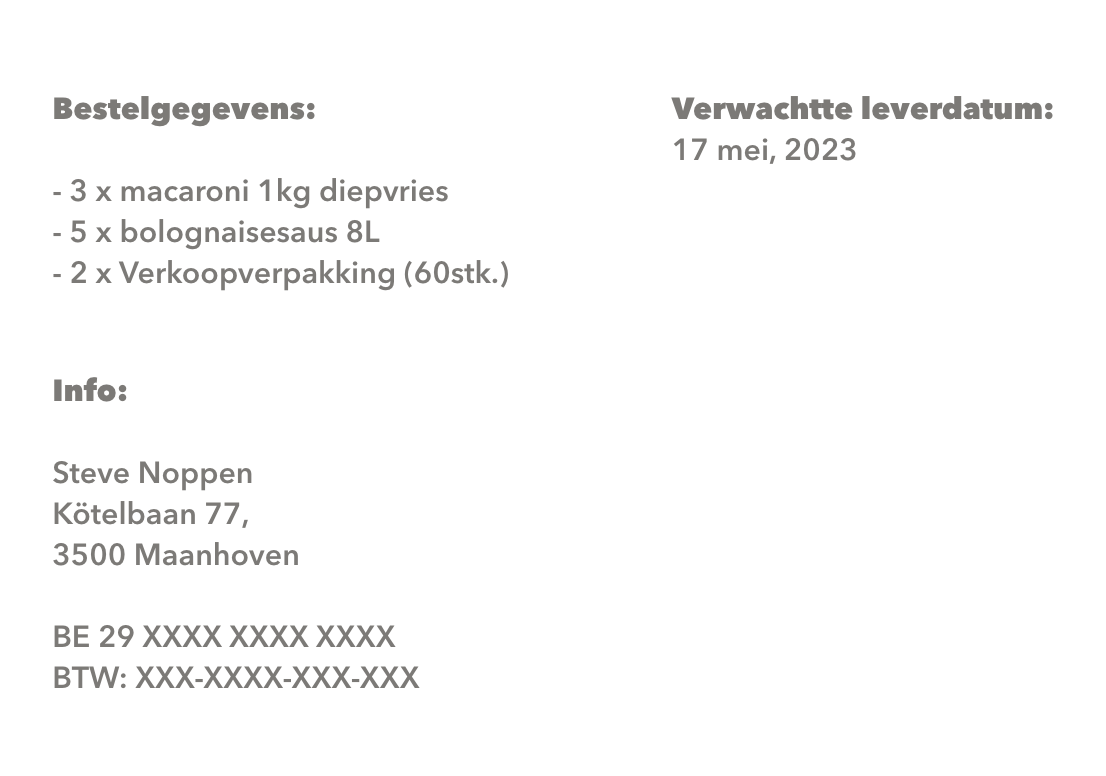 Bestelgegevens:
- 3 x macaroni 1kg diepvries
- 5 x bolognaisesaus 8L
- 2 x Verkoopverpakking (60stk.)
Verwachtte leverdatum:
17 mei, 2023
Info:
Steve Noppen
Kötelbaan 77,
3500 Maanhoven
BE 29 XXXX XXXX XXXX
BTW: XXX-XXXX-XXX-XXX